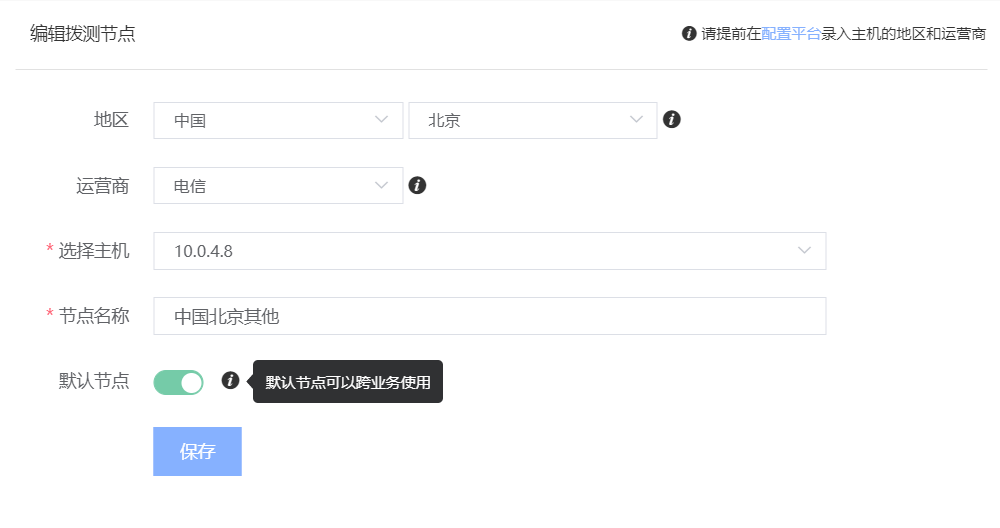 编辑拨测节点
请提前在配置平台录入主机的地区和运营商
地区 中国 北京
运营商 电信
* 选择主机 10.0.4.8
* 节点名称 中国北京其他
默认节点 默认节点可以跨业务使用
保存